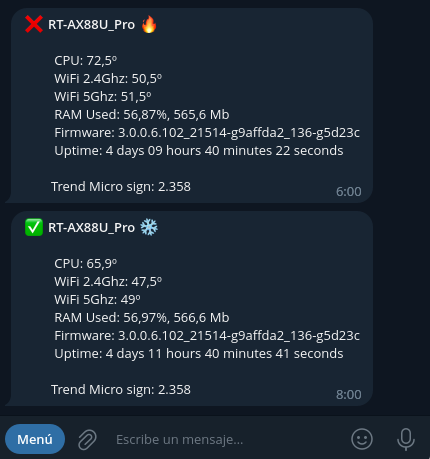 ❌ RT-AX88U_Pro 🔥
CPU: 72,5º
WiFi 2.4Ghz: 50,5º
WiFi 5Ghz: 51,5º
RAM Used: 56,87%, 565,6 Mb
Firmware: 3.0.0.6.102_21514-g9affda2_136-g5d23c
Uptime: 4 days 09 hours 40 minutes 22 seconds
Trend Micro sign: 2.358
6:00
✅ RT-AX88U_Pro ❄️
CPU: 65,9º
WiFi 2.4Ghz: 47,5º
WiFi 5Ghz: 49º
RAM Used: 56,97%, 566,6 Mb
Firmware: 3.0.0.6.102_21514-g9affda2_136-g5d23c
Uptime: 4 days 11 hours 40 minutes 41 seconds
Trend Micro sign: 2.358
8:00
Menú
Escribe un mensaje...